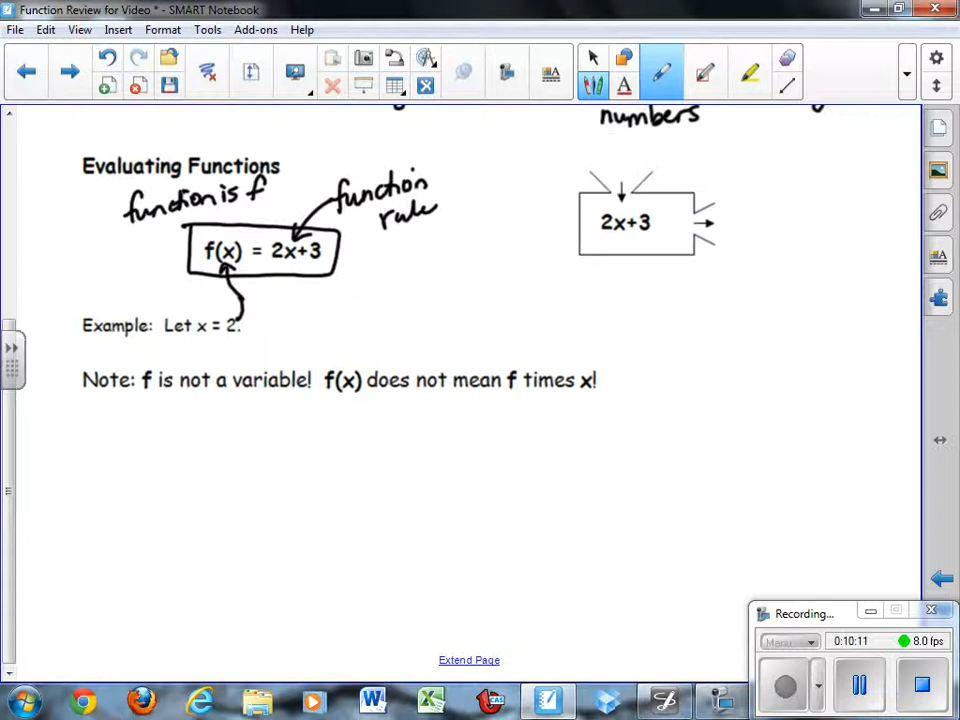 Function Review for Video * - SMART Notebook
File Edit View Insert Format Tools Add-ons Help
numbers
Evaluating Functions
function is f
function
rule
f(x) = 2x+3
2x+3
Example: Let x = 2.
Note: f is not a variable! f(x) does not mean f times x!
Extend Page
Recording...
Menu
0:10:11
8.0 fps